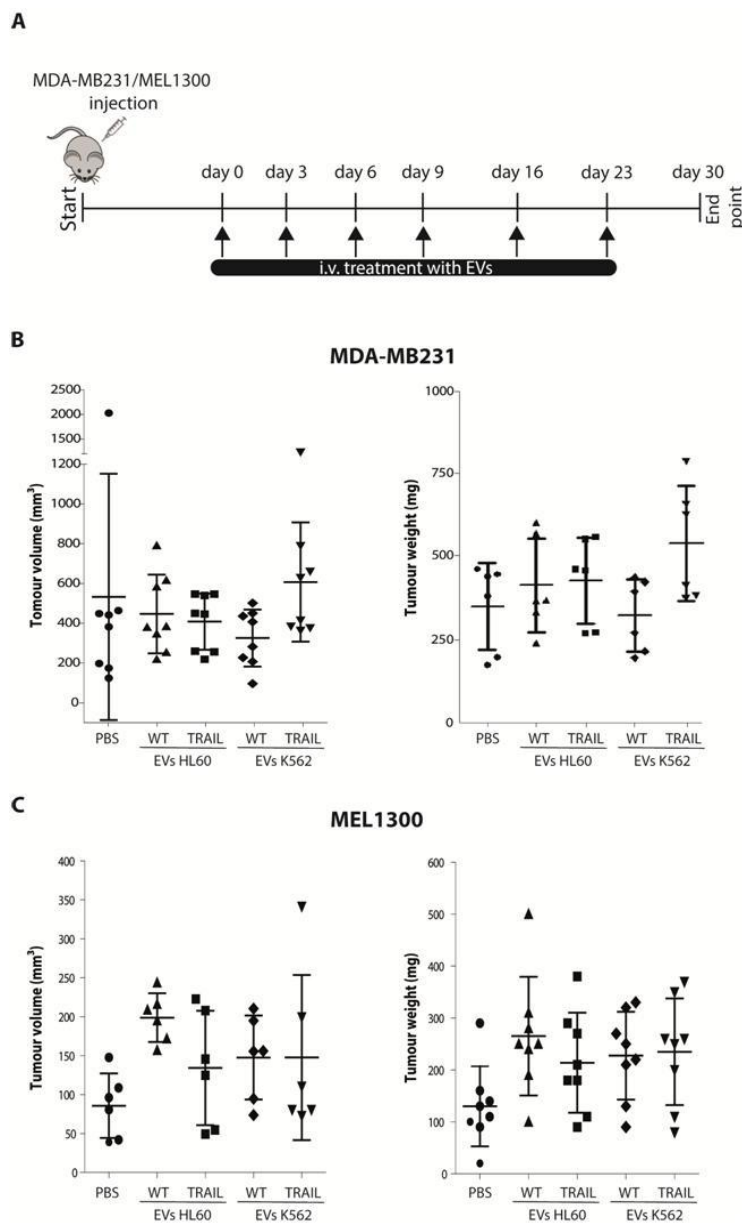 A
MDA-MB231/MEL1300
injection
day 0 day 3 day 6 day 9 day 16 day 23 day 30
Start
End
point
i.v. treatment with EVs
B
MDA-MB231
Tomour volume (mm³)
2500
2000
1500
1200
1000
800
600
400
200
0
PBS WT TRAIL WT TRAIL
EVs HL60 EVs K562
Tumour weight (mg)
1000
750
500
250
0
PBS WT TRAIL WT TRAIL
EVs HL60 EVs K562
C
MEL1300
Tumour volume (mm³)
400
350
300
250
200
150
100
50
0
PBS WT TRAIL WT TRAIL
EVs HL60 EVs K562
Tumour weight (mg)
600
500
400
300
200
100
0
PBS WT TRAIL WT TRAIL
EVs HL60 EVs K562